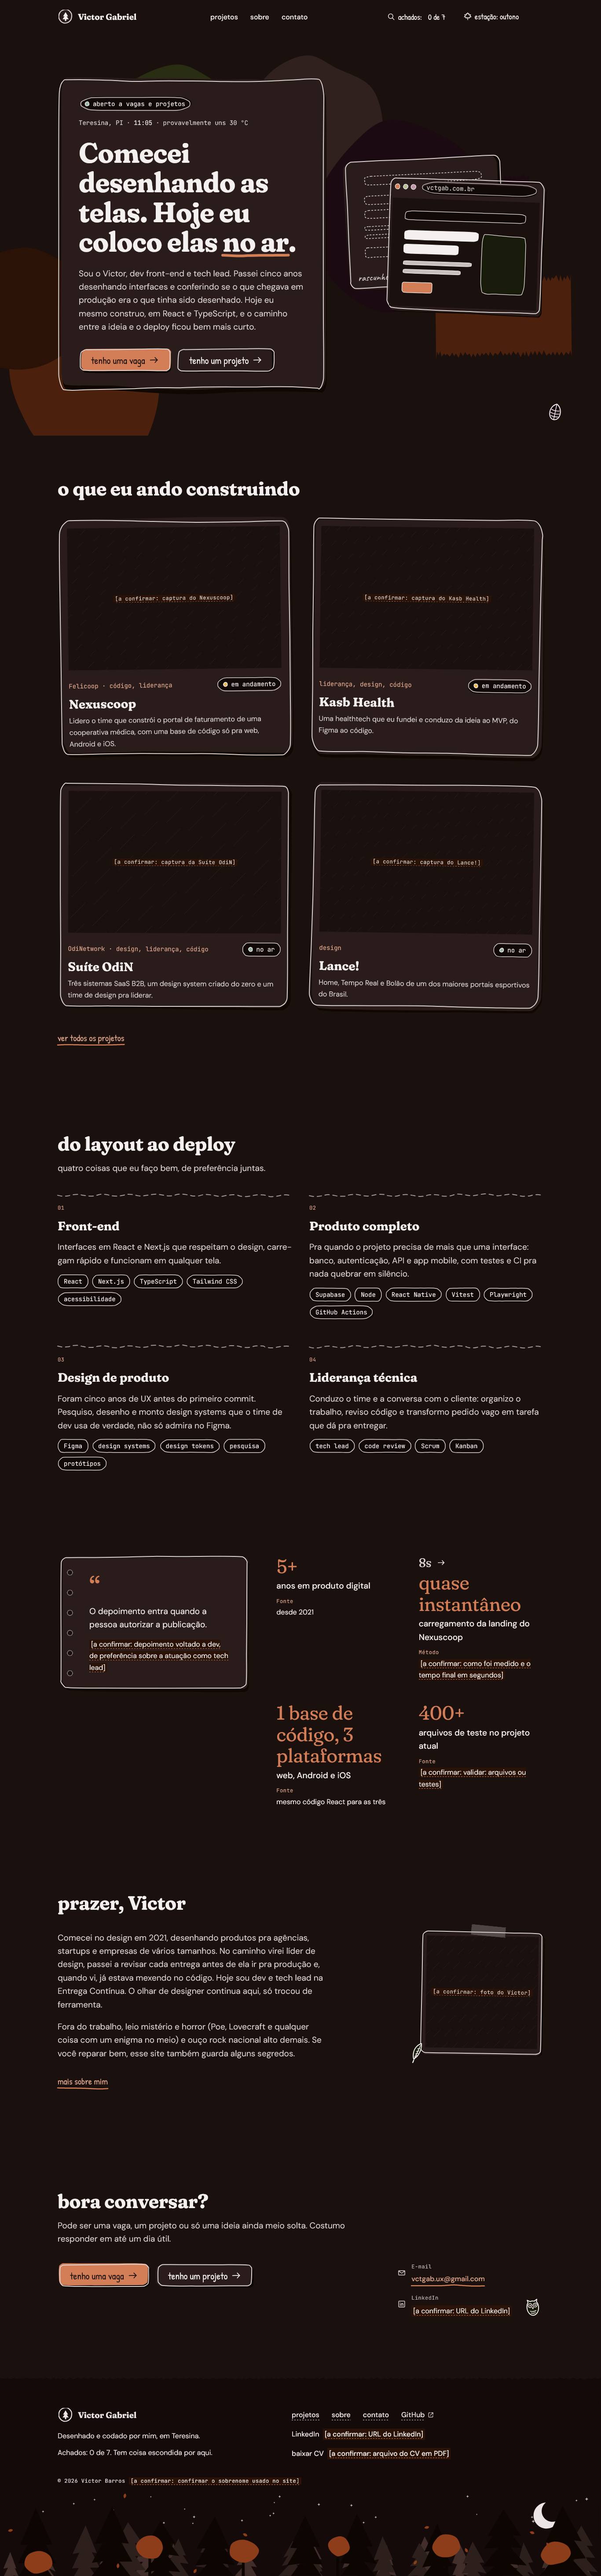 Victor Gabriel
projetos sobre contato
achados: 0 de 7
estação: outono
aberto a vagas e projetos
Teresina, PI · 11:05 · provavelmente uns 30 °C
Comecei
desenhando as
telas. Hoje eu
coloco elas no ar.
Sou o Victor, dev front-end e tech lead. Passei cinco anos
desenhando interfaces e conferindo se o que chegava em
produção era o que tinha sido desenhado. Hoje eu
mesmo construo, em React e TypeScript, e o caminho
entre a ideia e o deploy ficou bem mais curto.
tenho uma vaga →
tenho um projeto →
vctgab.com.br
o que eu ando construindo
[a confirmar: captura do Nexuscoop]
Felicoop · código, liderança
em andamento
Nexuscoop
Lidero o time que constrói o portal de faturamento de uma
cooperativa médica, com uma base de código só pra web,
Android e iOS.
[a confirmar: captura do Kasb Health]
liderança, design, código
em andamento
Kasb Health
Uma healthtech que eu fundei e conduzo da ideia ao MVP, do
Figma ao código.
[a confirmar: captura da Suíte OdiN]
OdiNetwork · design, liderança, código
no ar
Suíte OdiN
Três sistemas SaaS B2B, um design system criado do zero e um
time de design pra liderar.
[a confirmar: captura do Lance!]
design
no ar
Lance!
Home, Tempo Real e Bolão de um dos maiores portais esportivos
do Brasil.
ver todos os projetos
do layout ao deploy
quatro coisas que eu faço bem, de preferência juntas.
01
Front-end
Interfaces em React e Next.js que respeitam o design, carre-
gam rápido e funcionam em qualquer tela.
React Next.js TypeScript Tailwind CSS
acessibilidade
02
Produto completo
Pra quando o projeto precisa de mais que uma interface:
banco, autenticação, API e app mobile, com testes e CI pra
nada quebrar em silêncio.
Supabase Node React Native Vitest Playwright
GitHub Actions
03
Design de produto
Foram cinco anos de UX antes do primeiro commit.
Pesquiso, desenho e monto design systems que o time de
dev usa de verdade, não só admira no Figma.
Figma design systems design tokens pesquisa
protótipos
04
Liderança técnica
Conduzo o time e a conversa com o cliente: organizo o
trabalho, reviso código e transformo pedido vago em tarefa
que dá pra entregar.
tech lead code review Scrum Kanban
“
O depoimento entra quando a
pessoa autorizar a publicação.
[a confirmar: depoimento voltado a dev,
de preferência sobre a atuação como tech
lead]
5+
anos em produto digital
Fonte
desde 2021
8s →
quase
instantâneo
carregamento da landing do
Nexuscoop
Método
[a confirmar: como foi medido e o
tempo final em segundos]
1 base de
código, 3
plataformas
web, Android e iOS
Fonte
mesmo código React para as três
400+
arquivos de teste no projeto
atual
Fonte
[a confirmar: validar: arquivos ou
testes]
prazer, Victor
Comecei no design em 2021, desenhando produtos pra agências,
startups e empresas de vários tamanhos. No caminho virei líder de
design, passei a revisar cada entrega antes de ela ir pra produção e,
quando vi, já estava mexendo no código. Hoje sou dev e tech lead na
Entrega Contínua. O olhar de designer continua aqui, só trocou de
ferramenta.
Fora do trabalho, leio mistério e horror (Poe, Lovecraft e qualquer
coisa com um enigma no meio) e ouço rock nacional alto demais. Se
você reparar bem, esse site também guarda alguns segredos.
mais sobre mim
[a confirmar: foto do Victor]
bora conversar?
Pode ser uma vaga, um projeto ou só uma ideia ainda meio solta. Costumo
responder em até um dia útil.
tenho uma vaga →
tenho um projeto →
E-mail
vctgab.ux@gmail.com
LinkedIn
[a confirmar: URL do LinkedIn]
Victor Gabriel
Desenhado e codado por mim, em Teresina.
Achados: 0 de 7. Tem coisa escondida por aqui.
projetos sobre contato GitHub
LinkedIn [a confirmar: URL do LinkedIn]
baixar CV [a confirmar: arquivo do CV em PDF]
© 2026 Victor Barros [a confirmar: confirmar o sobrenome usado no site]